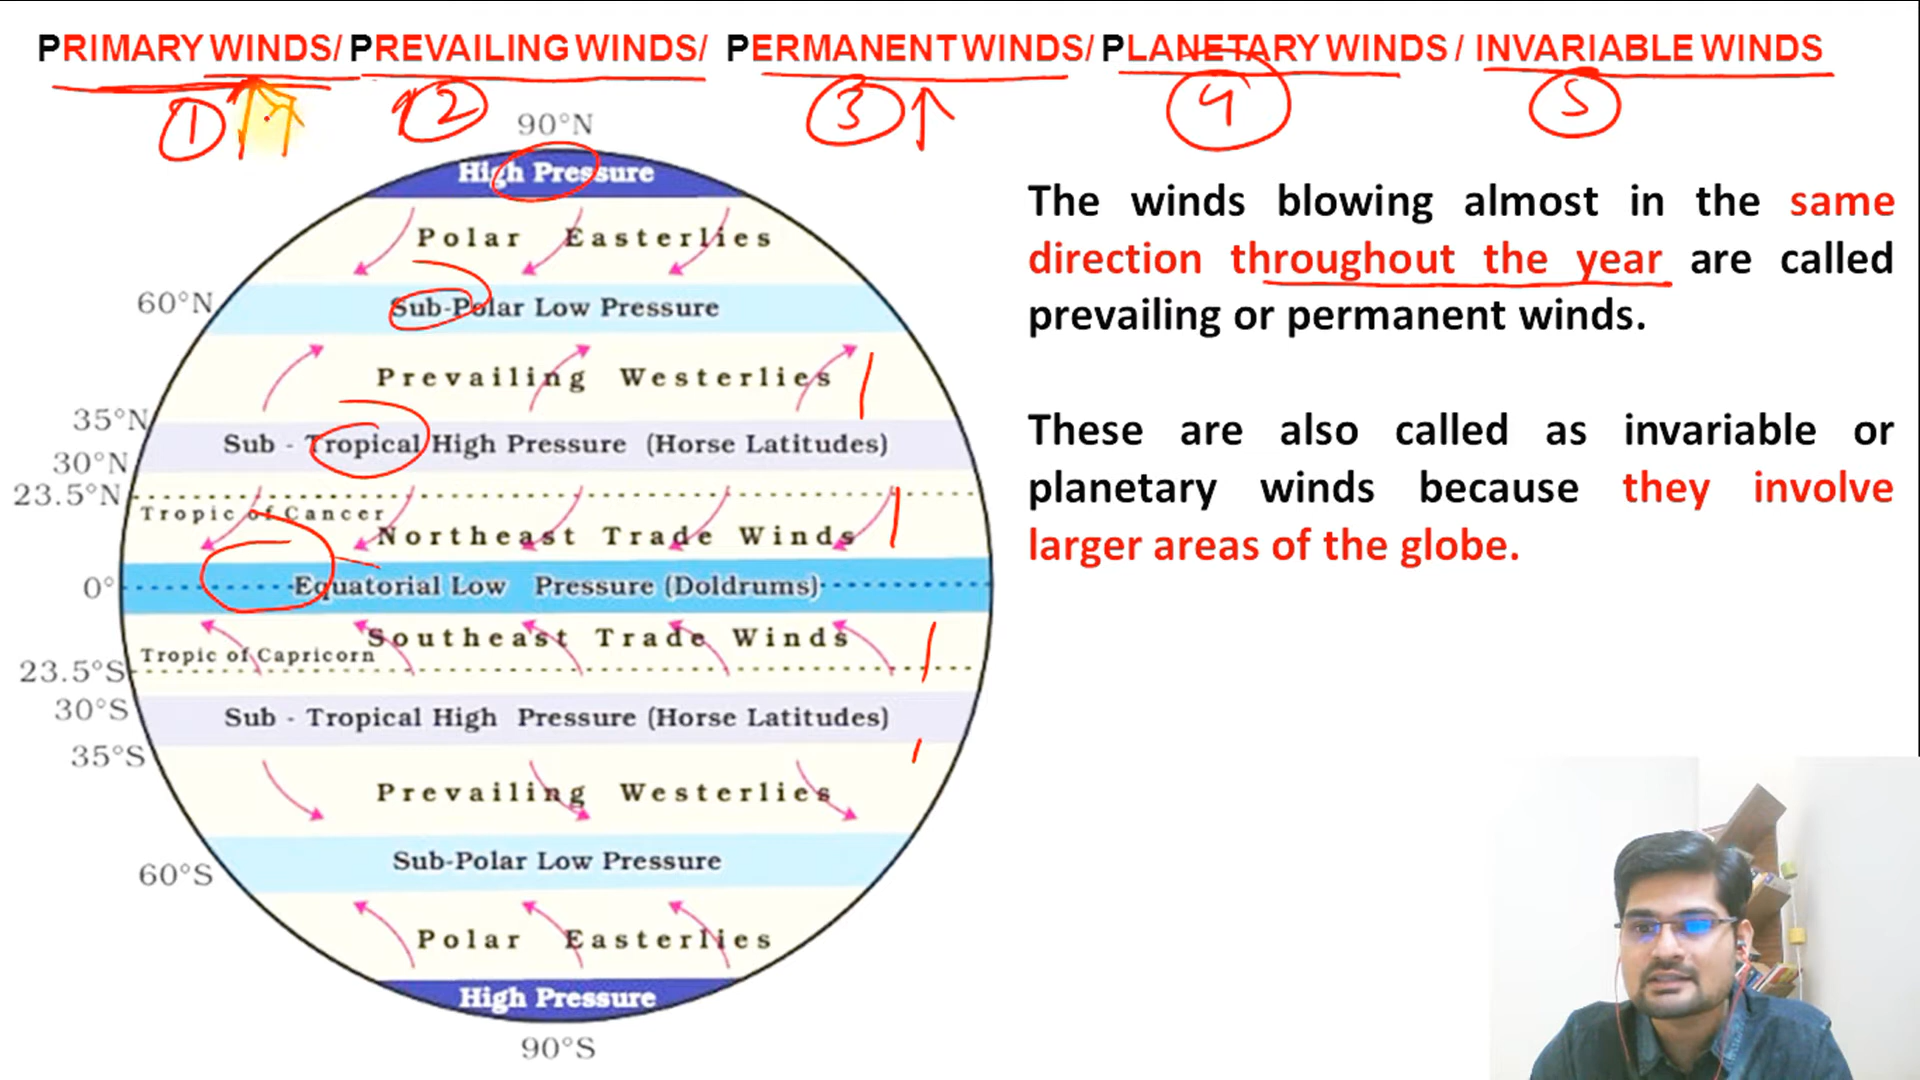 PRIMARY WINDS/ PREVAILING WINDS/ PERMANENT WINDS/ PLANETARY WINDS / INVARIABLE WINDS
1 2 3 4 5
90°N
High Pressure
Polar Easterlies
60°N
Sub-Polar Low Pressure
Prevailing Westerlies
35°N
Sub - Tropical High Pressure (Horse Latitudes)
30°N
23.5°N
Tropic of Cancer
Northeast Trade Winds
0°
Equatorial Low Pressure (Doldrums)
Southeast Trade Winds
Tropic of Capricorn
23.5°S
30°S
Sub - Tropical High Pressure (Horse Latitudes)
35°S
Prevailing Westerlies
60°S
Sub-Polar Low Pressure
Polar Easterlies
High Pressure
90°S
The winds blowing almost in the same
direction throughout the year are called
prevailing or permanent winds.
These are also called as invariable or
planetary winds because they involve
larger areas of the globe.